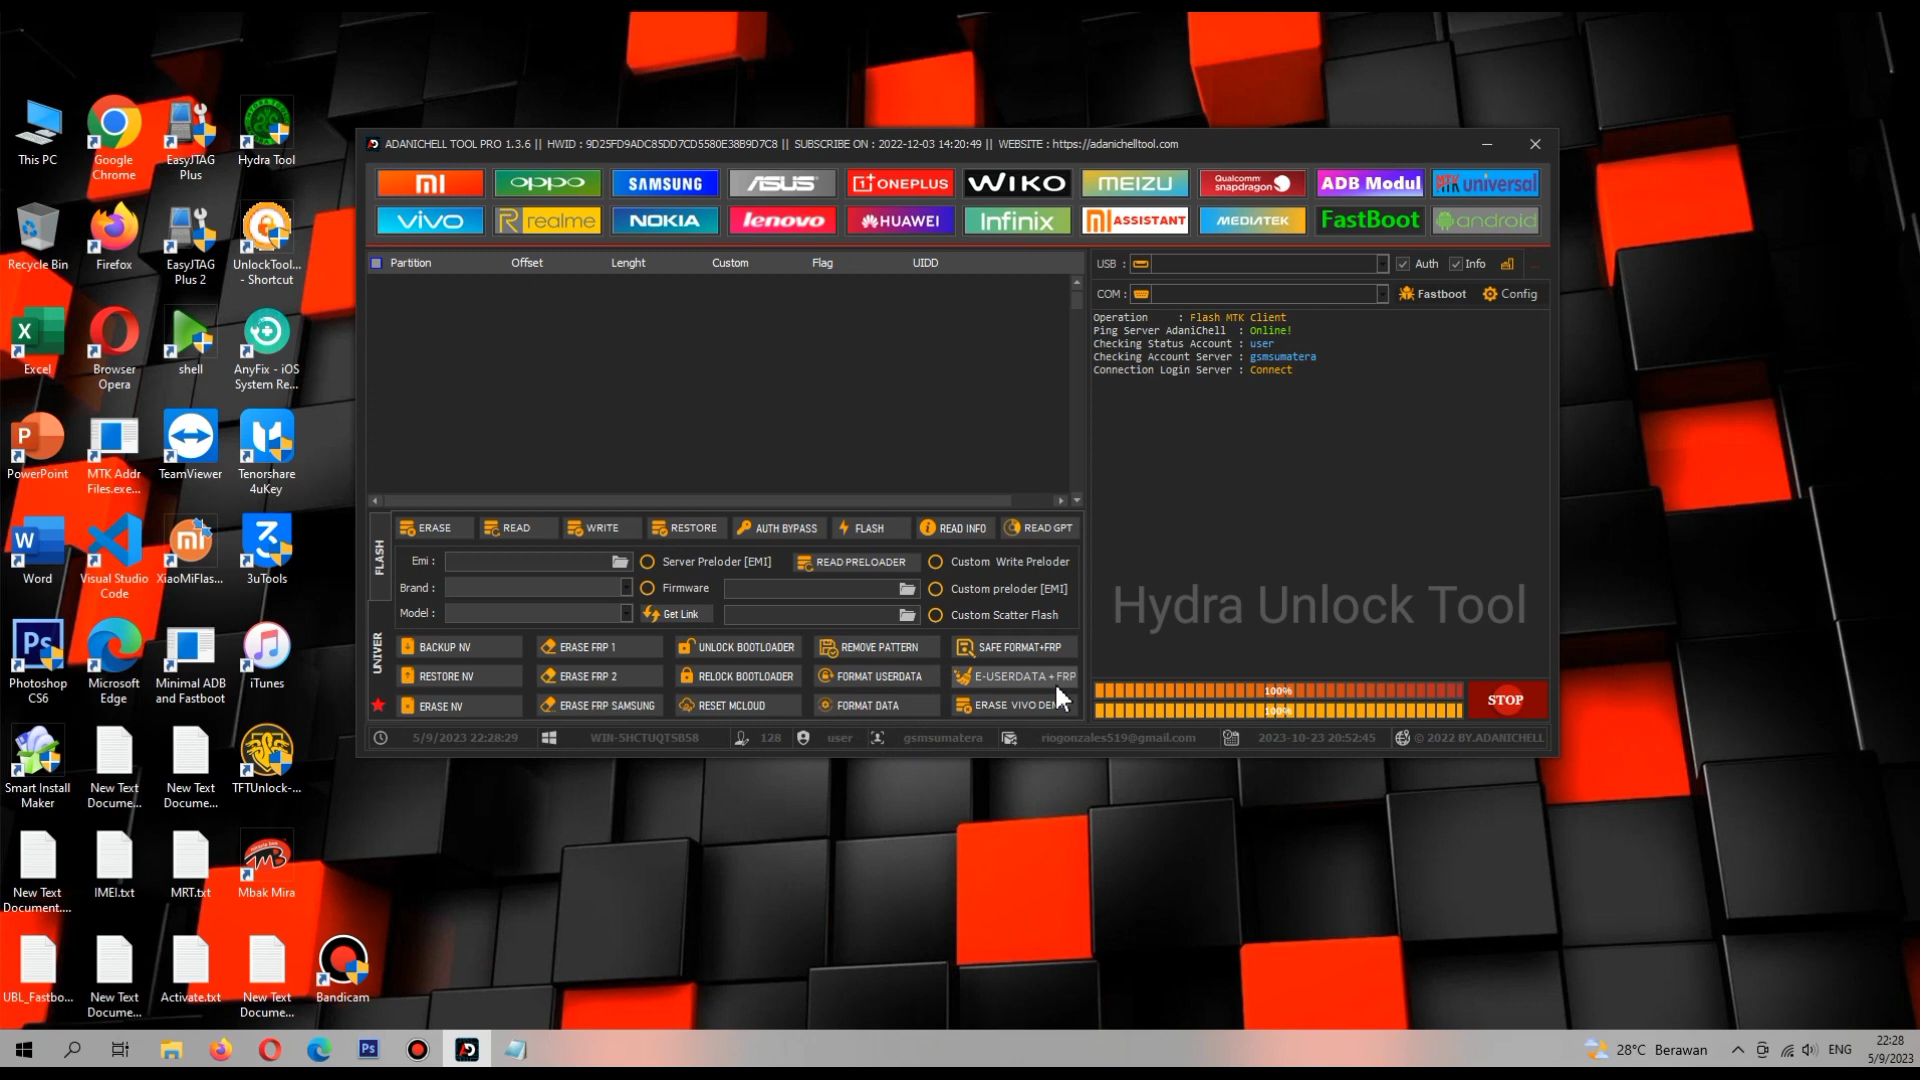 ADANICHELL TOOL PRO 1.3.6 || HWID : 9D25FD9ADC85DD7CD5580E38B9D7C8 || SUBSCRIBE ON : 2022-12-03 14:20:49 || WEBSITE : https://adanichelltool.com
mi oppo SAMSUNG ASUS ONEPLUS WIKO MEIZU Qualcomm snapdragon ADB Modul MTK universal
vivo realme NOKIA lenovo HUAWEI Infinix mi ASSISTANT MEDIATEK FastBoot android
Partition Offset Lenght Custom Flag UIDD
USB : Auth Info
COM : Fastboot Config
Operation : Flash MTK Client
Ping Server AdaniChell : Online!
Checking Status Account : user
Checking Account Server : gsmsumatera
Connection Login Server : Connect
FLASH
UNIVER
ERASE READ WRITE RESTORE AUTH BYPASS FLASH READ INFO READ GPT
Emi : Server Preloder [EMI] READ PRELOADER Custom Write Preloder
Brand : Firmware Custom preloder [EMI]
Model : Get Link Custom Scatter Flash
BACKUP NV ERASE FRP 1 UNLOCK BOOTLOADER REMOVE PATTERN SAFE FORMAT+FRP
RESTORE NV ERASE FRP 2 RELOCK BOOTLOADER FORMAT USERDATA E-USERDATA + FRP
ERASE NV ERASE FRP SAMSUNG RESET MCLOUD FORMAT DATA ERASE VIVO
Hydra Unlock Tool
100%
100%
STOP
5/9/2023 22:28:29 WIN-5HCTUQTSB58 128 user gsmsumatera riogonzales519@gmail.com 2023-10-23 20:52:45 © 2022 BY.ADANICHELL
This PC
Google Chrome
EasyJTAG Plus
Hydra Tool
Recycle Bin
Firefox
EasyJTAG Plus 2
UnlockTool... - Shortcut
Excel
Browser Opera
shell
AnyFix - iOS System Re...
PowerPoint
MTK Addr Files.exe...
TeamViewer
Tenorshare 4uKey
Word
Visual Studio Code
XiaoMiFlas...
3uTools
Photoshop CS6
Microsoft Edge
Minimal ADB and Fastboot
iTunes
Smart Install Maker
New Text Docume...
New Text Docume...
TFTUnlock-...
New Text Document....
IMEI.txt
MRT.txt
Mbak Mira
UBL_Fastbo...
New Text Docume...
Activate.txt
New Text Docume...
Bandicam
28°C Berawan ENG
22:28
5/9/2023